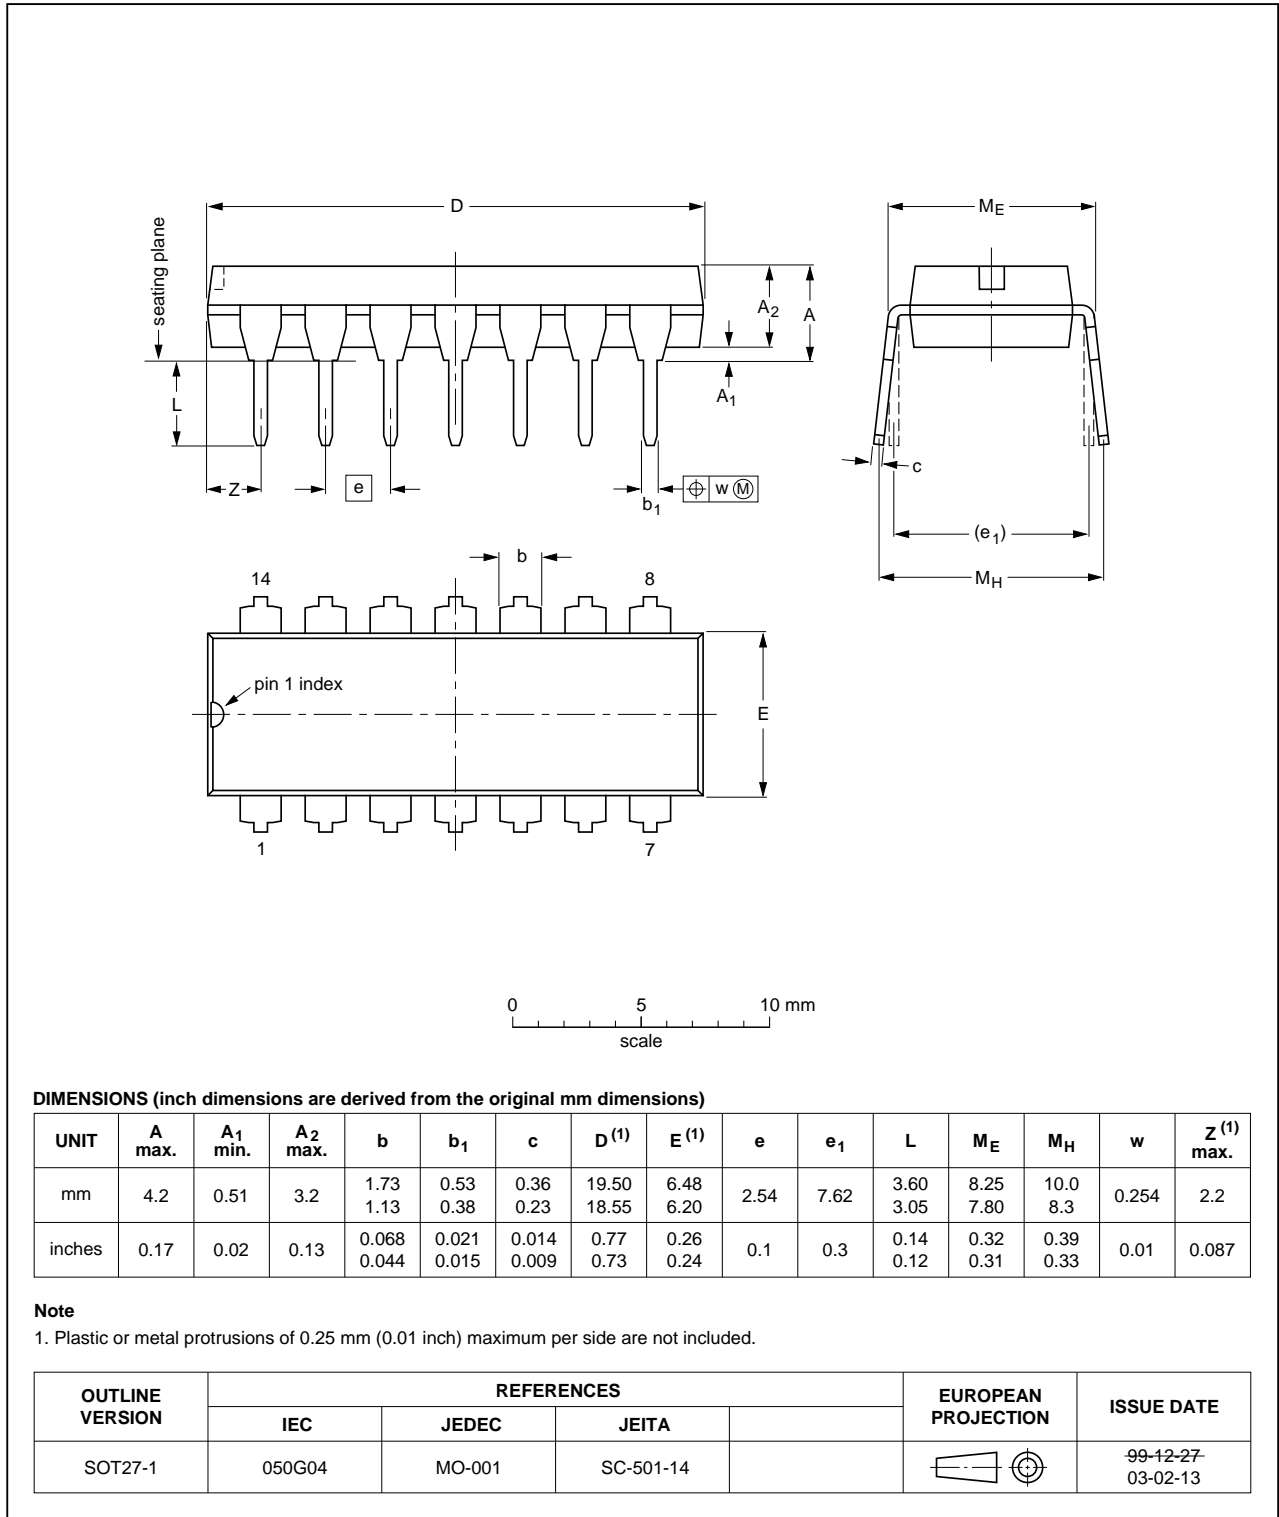 D
M_E
seating plane
A_2
A
A_1
L
Z
e
b_1
w M
c
(e_1)
M_H
b
14
8
pin 1 index
E
1
7
0 5 10 mm
scale
DIMENSIONS (inch dimensions are derived from the original mm dimensions)
UNIT A max. A1 min. A2 max. b b1 c D(1) E(1) e e1 L ME MH w Z(1) max.
mm 4.2 0.51 3.2 1.73 1.13 0.53 0.38 0.36 0.23 19.50 18.55 6.48 6.20 2.54 7.62 3.60 3.05 8.25 7.80 10.0 8.3 0.254 2.2
inches 0.17 0.02 0.13 0.068 0.044 0.021 0.015 0.014 0.009 0.77 0.73 0.26 0.24 0.1 0.3 0.14 0.12 0.32 0.31 0.39 0.33 0.01 0.087
Note
1. Plastic or metal protrusions of 0.25 mm (0.01 inch) maximum per side are not included.
OUTLINE VERSION REFERENCES EUROPEAN PROJECTION ISSUE DATE
IEC JEDEC JEITA
SOT27-1 050G04 MO-001 SC-501-14 99-12-27
03-02-13